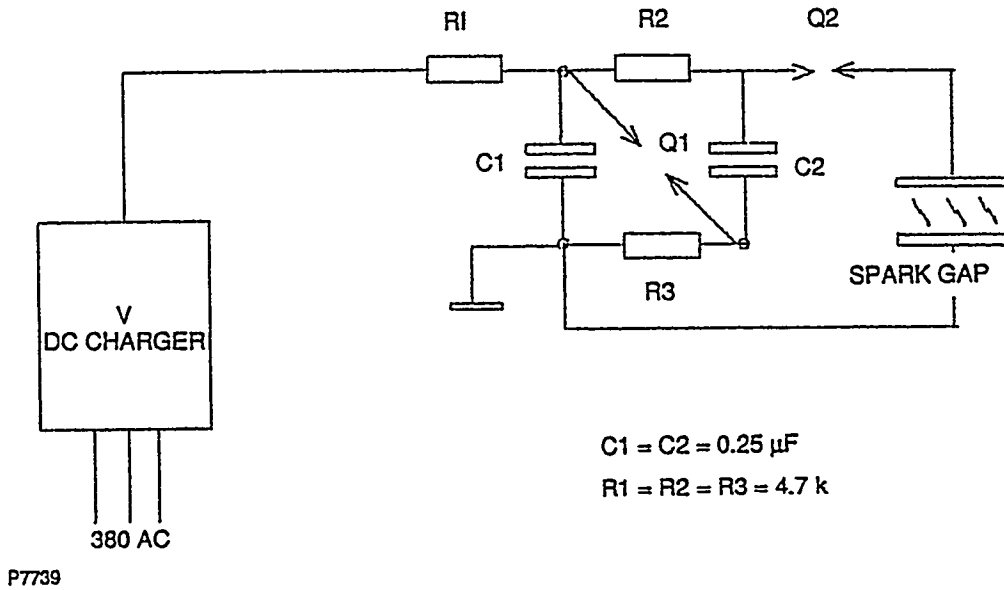 R1
R2
Q2
C1
Q1
C2
R3
SPARK GAP
V
DC CHARGER
C1 = C2 = 0.25 µF
R1 = R2 = R3 = 4.7 k
380 AC
P7739